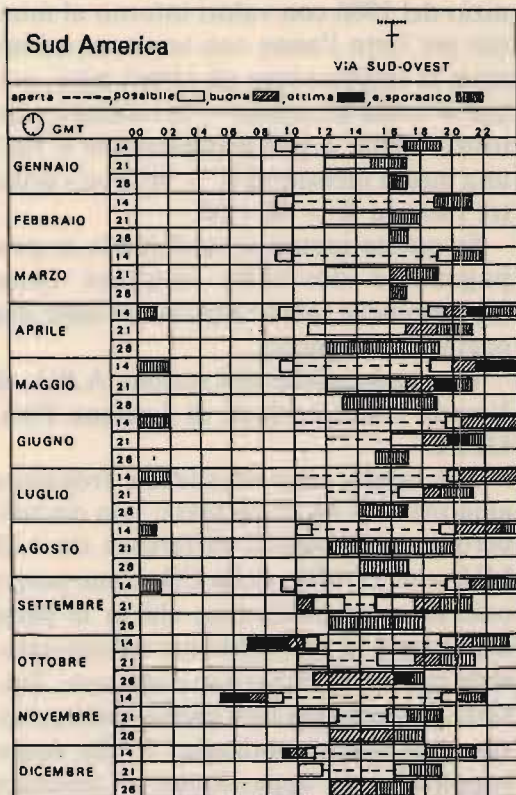 Sud America
VIA SUD-OVEST
aperta -----, possibile , buona , ottima , e, sporadico
GMT 00 02 04 06 08 10 12 14 16 18 20 22
14
GENNAIO 21
28
14
FEBBRAIO 21
28
14
MARZO 21
28
14
APRILE 21
28
14
MAGGIO 21
28
14
GIUGNO 21
28
14
LUGLIO 21
28
14
AGOSTO 21
28
14
SETTEMBRE 21
28
14
OTTOBRE 21
28
14
NOVEMBRE 21
28
14
DICEMBRE 21
28